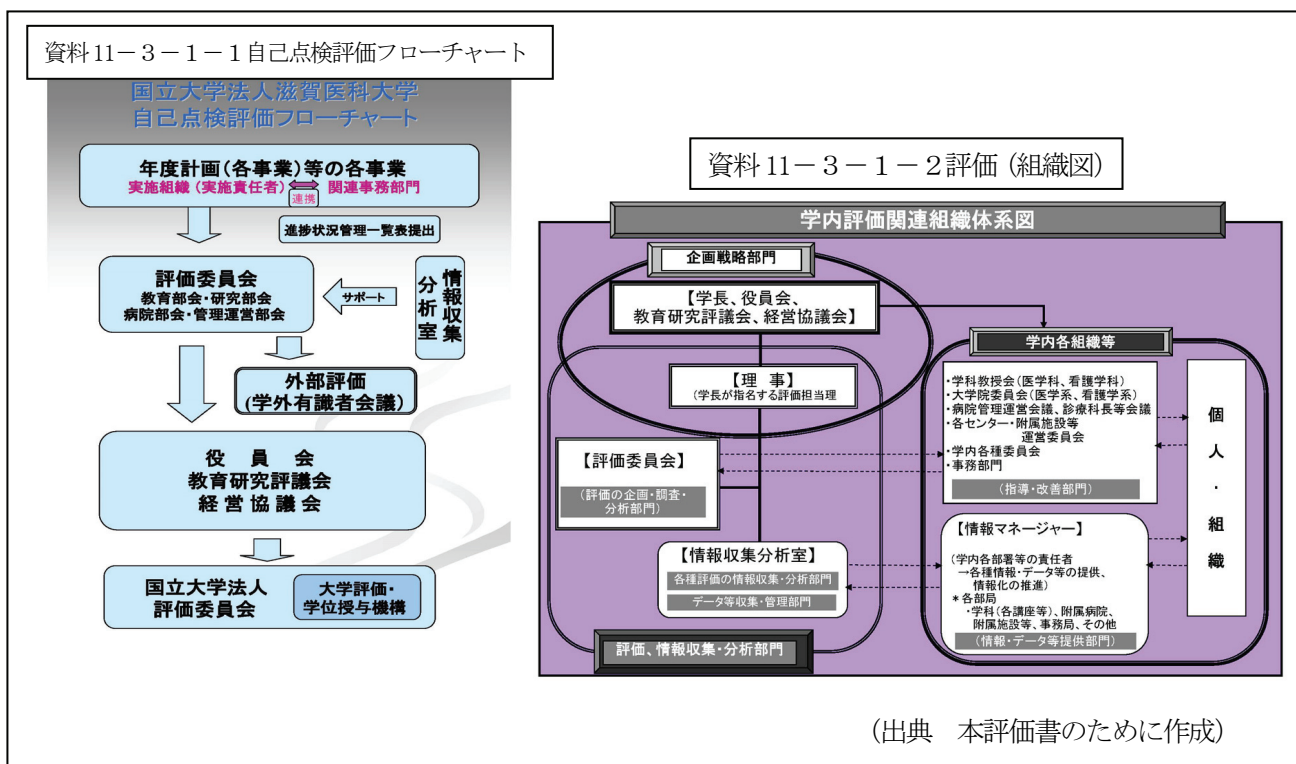 資料11－3－1－1自己点検評価フローチャート
国立大学法人滋賀医科大学
自己点検評価フローチャート
年度計画(各事業)等の各事業
実施組織(実施責任者) 関連事務部門
連携
進捗状況管理一覧表提出
評価委員会
教育部会・研究部会
病院部会・管理運営部会
サポート
情報収集
分析室
外部評価
(学外有識者会議)
役員会
教育研究評議会
経営協議会
国立大学法人
評価委員会
大学評価・
学位授与機構
資料11－3－1－2評価(組織図)
学内評価関連組織体系図
企画戦略部門
【学長、役員会、
教育研究評議会、経営協議会】
【理 事】
(学長が指名する評価担当理
【評価委員会】
(評価の企画・調査・
分析部門)
【情報収集分析室】
各種評価の情報収集・分析部門
データ等収集・管理部門
評価、情報収集・分析部門
学内各組織等
・学科教授会(医学科、看護学科)
・大学院委員会(医学系、看護学系)
・病院管理運営会議、診療科長等会議
・各センター・附属施設等
運営委員会
・学内各種委員会
・事務部門
(指導・改善部門)
【情報マネージャー】
(学内各部署等の責任者
→各種情報・データ等の提供、
情報化の推進)
＊各部局
・学科(各講座等)、附属病院、
附属施設等、事務局、その他
(情報・データ等提供部門)
個人・組織
(出典 本評価書のために作成)